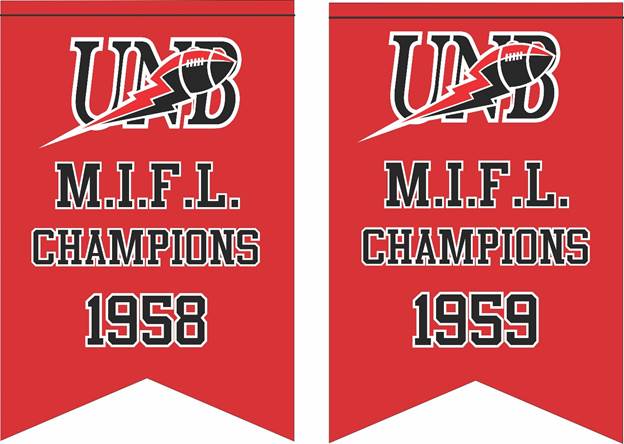 UNB
M.I.F.L.
CHAMPIONS
1958
UNB
M.I.F.L.
CHAMPIONS
1959